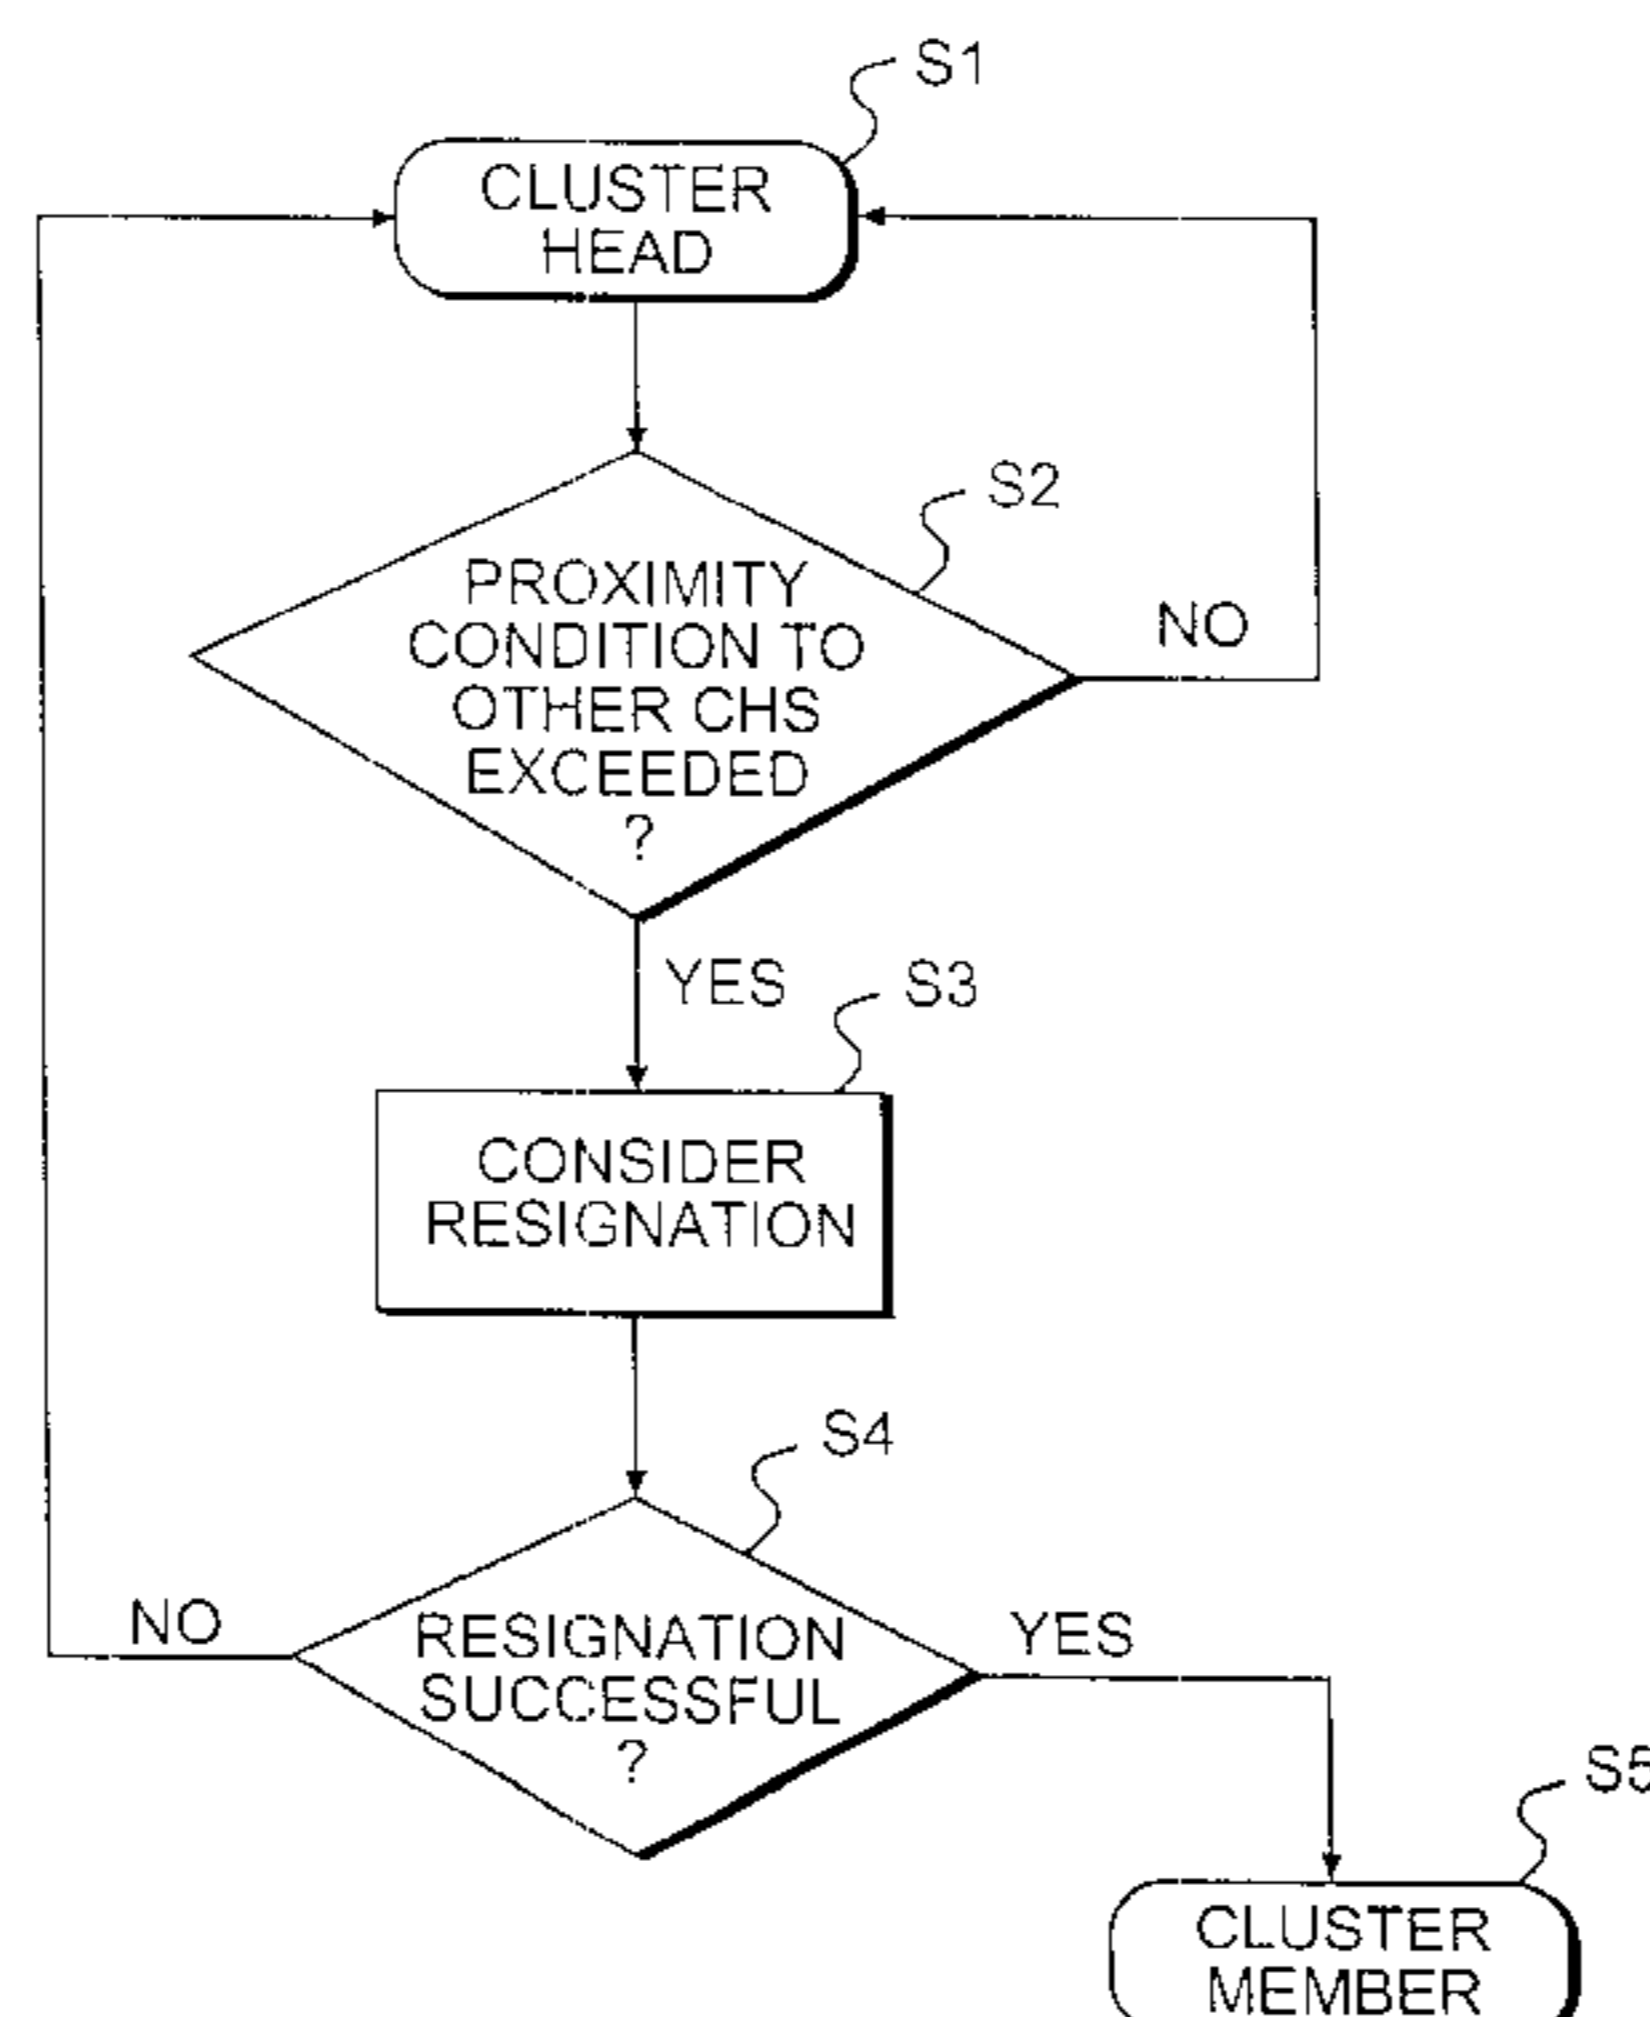 S1
CLUSTER
HEAD
S2
PROXIMITY
CONDITION TO
OTHER CHS
EXCEEDED
?
NO
YES
S3
CONSIDER
RESIGNATION
S4
NO
RESIGNATION
SUCCESSFUL
?
YES
S5
CLUSTER
MEMBER